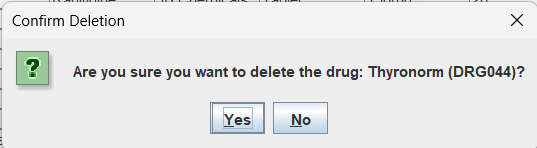 Confirm Deletion
Are you sure you want to delete the drug: Thyronorm (DRG044)?
Yes No